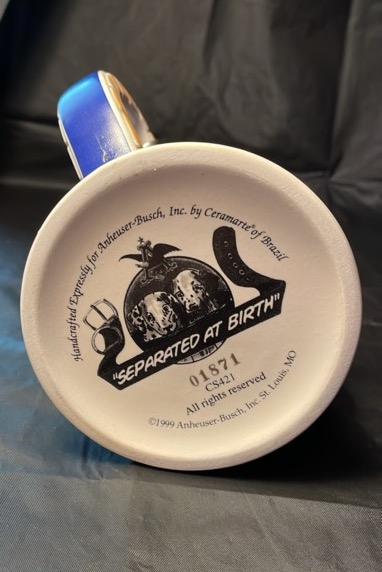 Handcrafted Expressly for Anheuser-Busch, Inc. by Ceramarte® of Brazil
"SEPARATED AT BIRTH"
01871
CS421
All rights reserved
©1999 Anheuser-Busch, Inc. St. Louis, MO